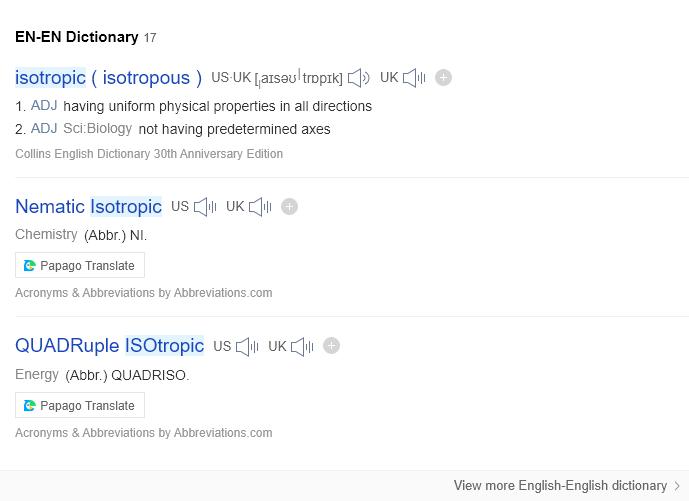 EN-EN Dictionary 17
isotropic ( isotropous ) US·UK [ˌaɪsəʊˈtrɒpɪk] UK
1. ADJ having uniform physical properties in all directions
2. ADJ Sci:Biology not having predetermined axes
Collins English Dictionary 30th Anniversary Edition
Nematic Isotropic US UK
Chemistry (Abbr.) NI.
Papago Translate
Acronyms & Abbreviations by Abbreviations.com
QUADRuple ISOtropic US UK
Energy (Abbr.) QUADRISO.
Papago Translate
Acronyms & Abbreviations by Abbreviations.com
View more English-English dictionary